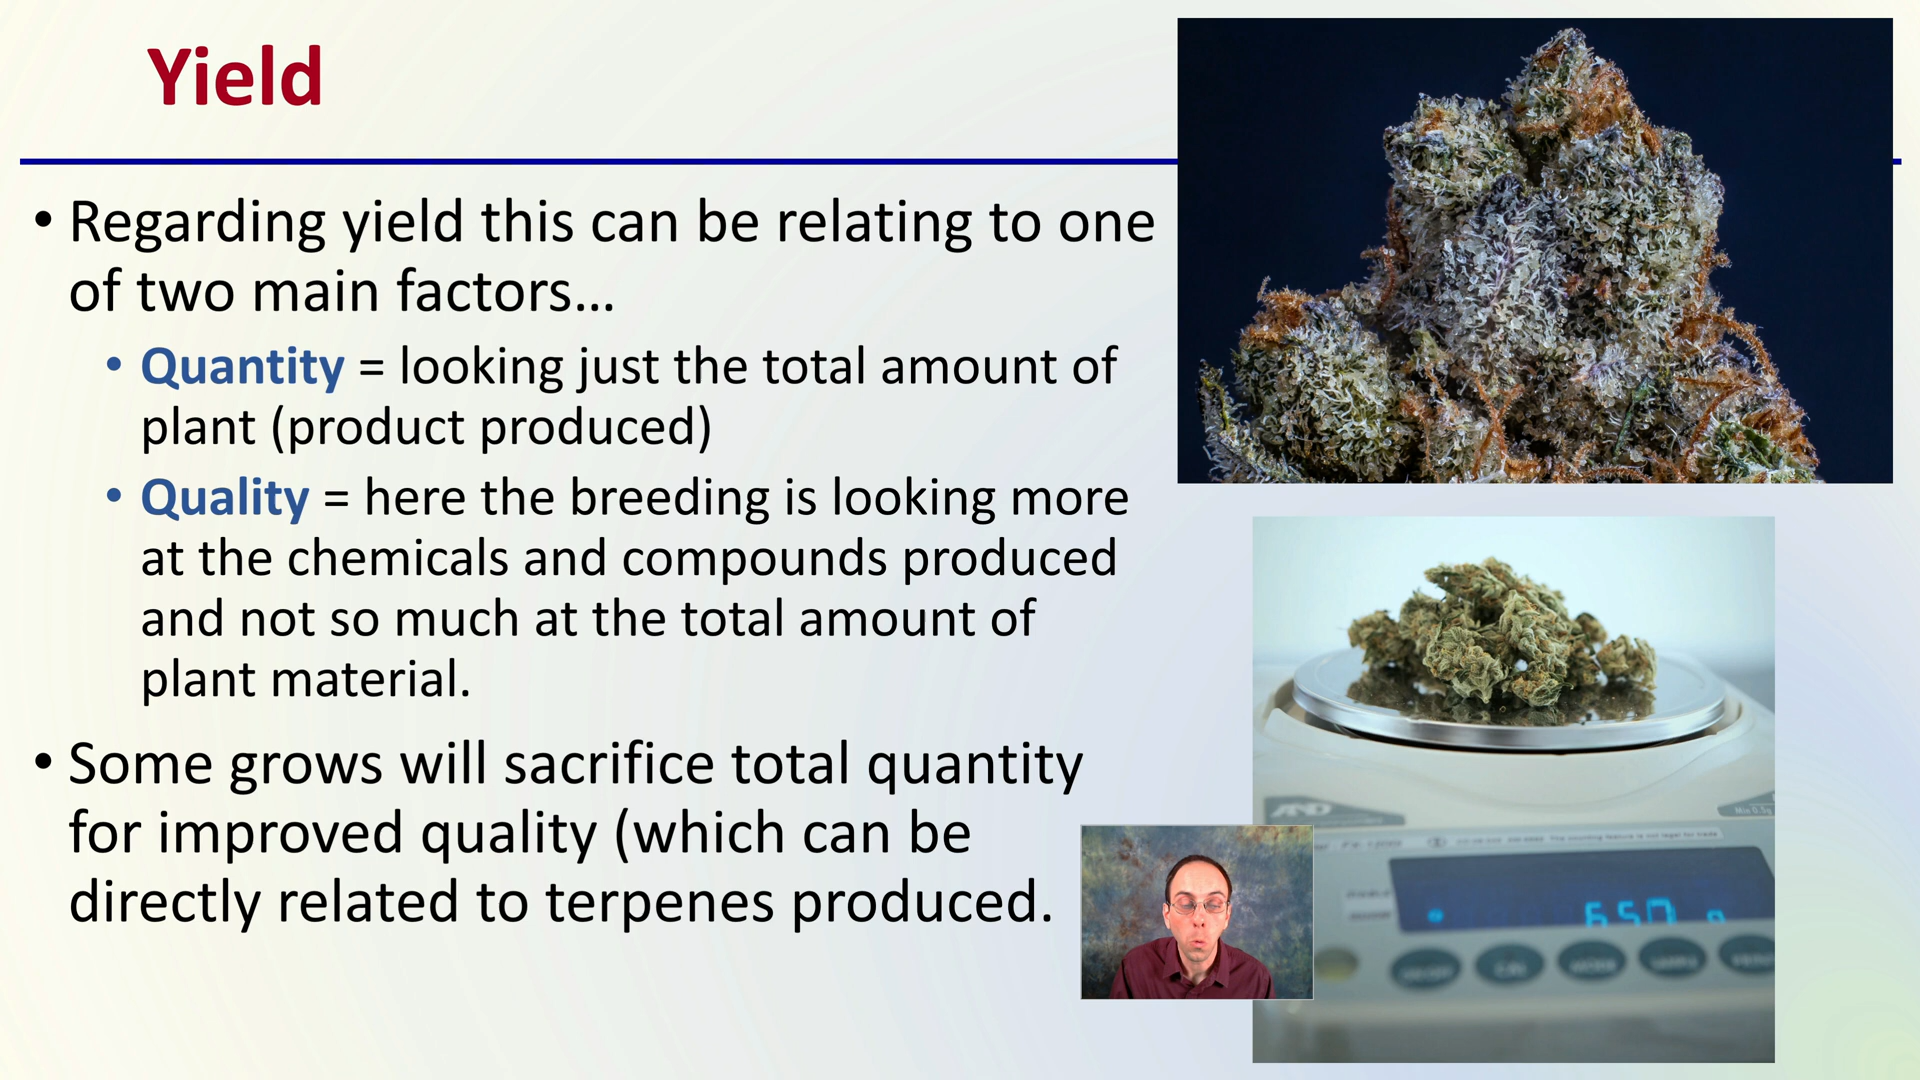 Yield
• Regarding yield this can be relating to one
of two main factors…
• Quantity = looking just the total amount of
plant (product produced)
• Quality = here the breeding is looking more
at the chemicals and compounds produced
and not so much at the total amount of
plant material.
• Some grows will sacrifice total quantity
for improved quality (which can be
directly related to terpenes produced.
AND